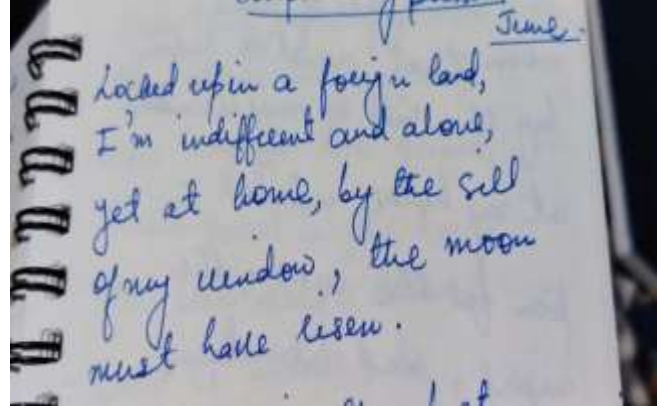 June.
Locked up in a foreign land,
I'm indifferent and alone,
yet at home, by the sill
of my window, the moon
must have risen.